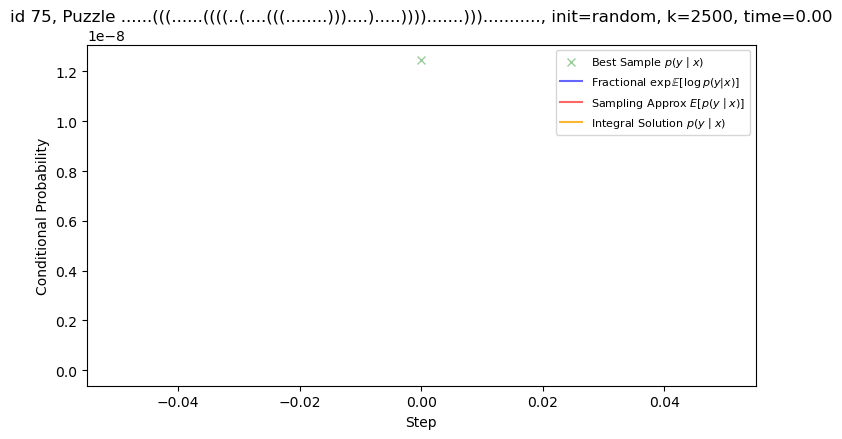 id 75, Puzzle ......(((......((((..(....(((........)))....).....)))).......)))..........., init=random, k=2500, time=0.00
1e−8
Best Sample p(y | x)
Fractional exp𝔼[log p(y|x)]
Sampling Approx E[p(y | x)]
Integral Solution p(y | x)
1.2
1.0
0.8
0.6
0.4
0.2
0.0
Conditional Probability
−0.04
−0.02
0.00
0.02
0.04
Step